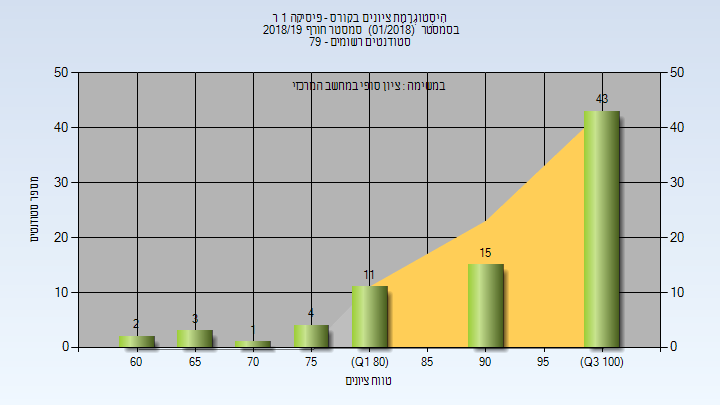 היסטוגרמת ציונים בקורס - פיסיקה 1 ר
בסמסטר (01/2018) סמסטר חורף 2018/19
סטודנטים רשומים - 79
במשימה : ציון סופי במחשב המרכזי
מספר סטודנטים
50 50
40 40
30 30
20 20
10 10
0 0
2 3 1 4 11 15 43
60 65 70 75 (Q1 80) 85 90 95 (Q3 100)
טווח ציונים